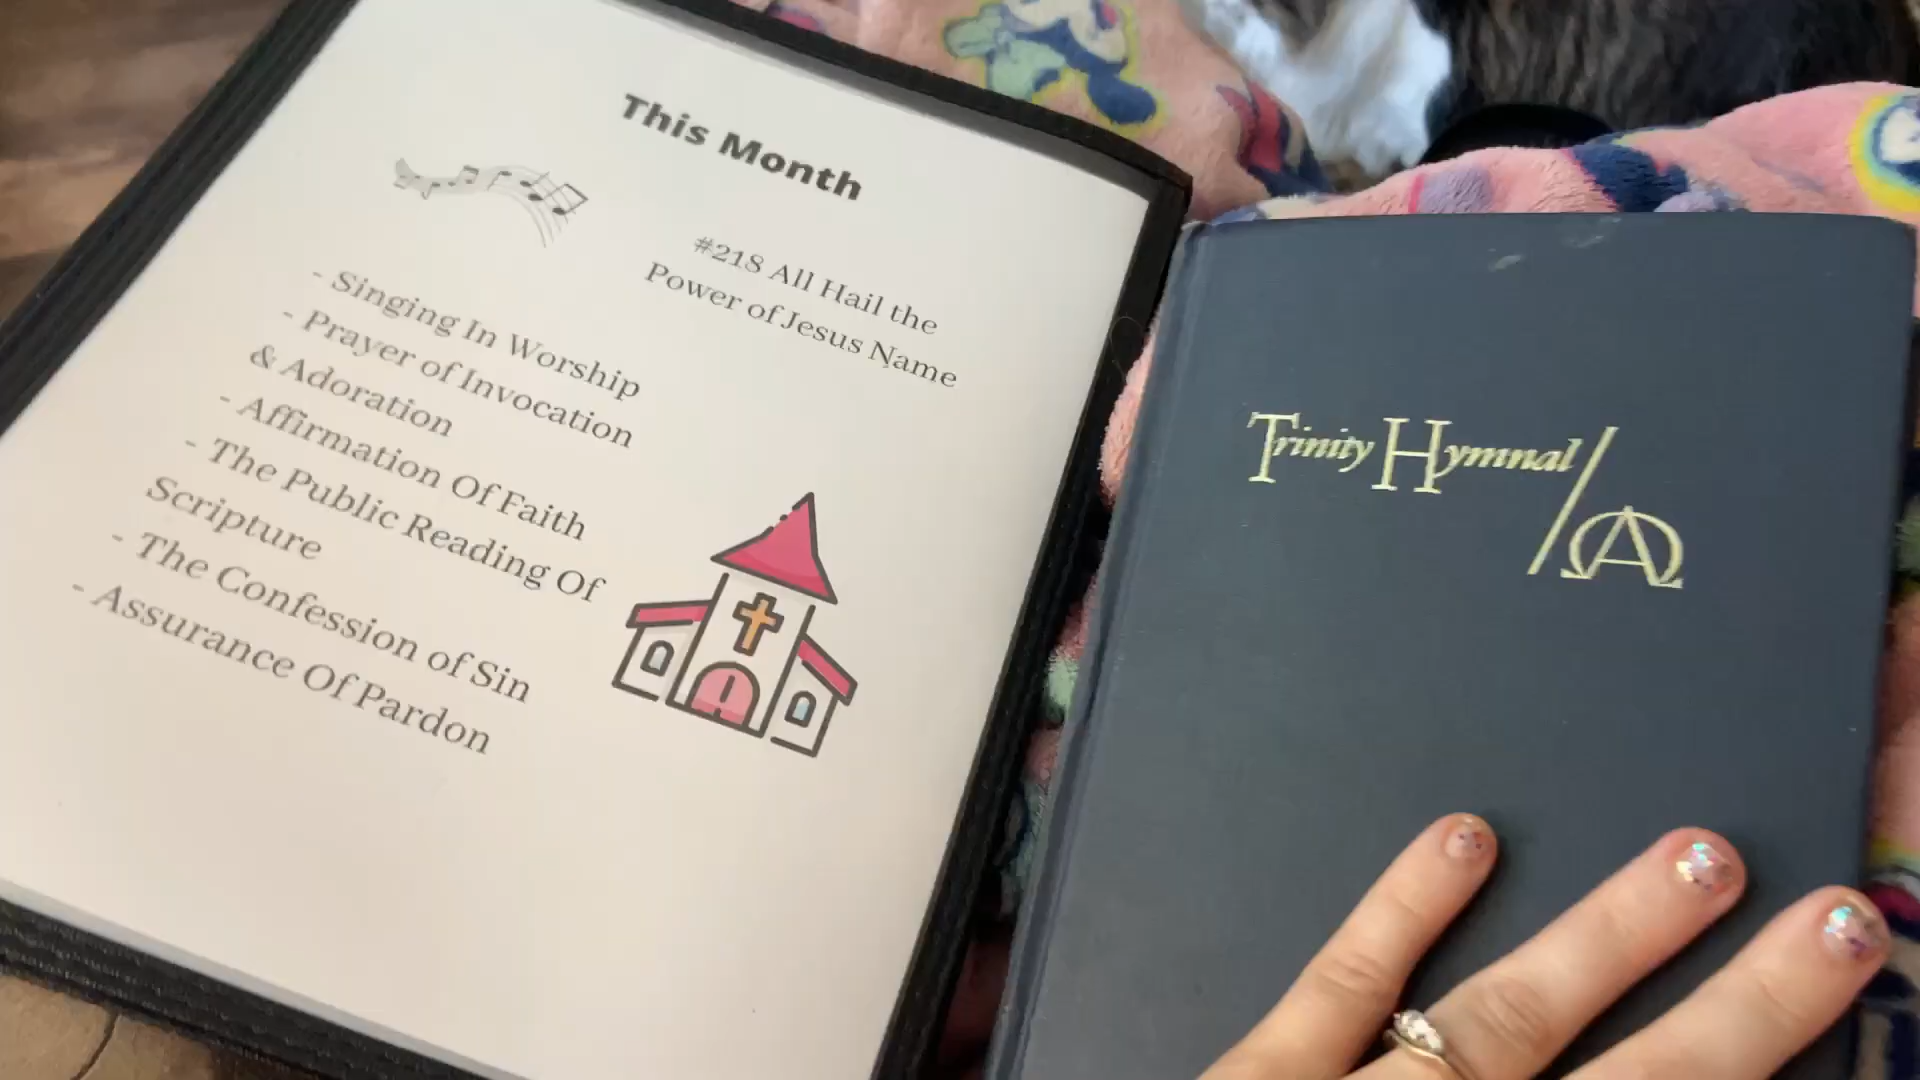 This Month
#218 All Hail the
Power of Jesus Name
- Singing In Worship
- Prayer of Invocation
& Adoration
- Affirmation Of Faith
- The Public Reading Of
Scripture
- The Confession of Sin
- Assurance Of Pardon
Trinity Hymnal
ΑΩ